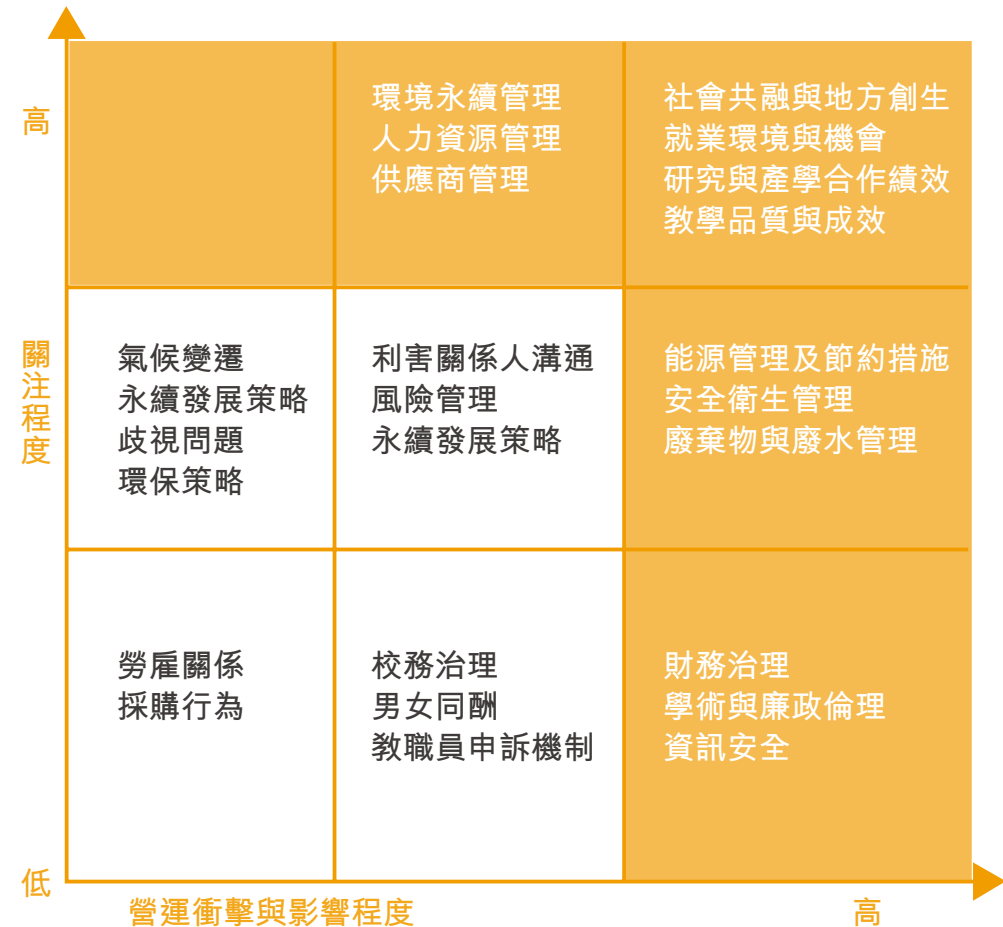 高
環境永續管理
人力資源管理
供應商管理
社會共融與地方創生
就業環境與機會
研究與產學合作績效
教學品質與成效
關注程度
氣候變遷
永續發展策略
歧視問題
環保策略
利害關係人溝通
風險管理
永續發展策略
能源管理及節約措施
安全衛生管理
廢棄物與廢水管理
勞雇關係
採購行為
校務治理
男女同酬
教職員申訴機制
財務治理
學術與廉政倫理
資訊安全
低
營運衝擊與影響程度
高